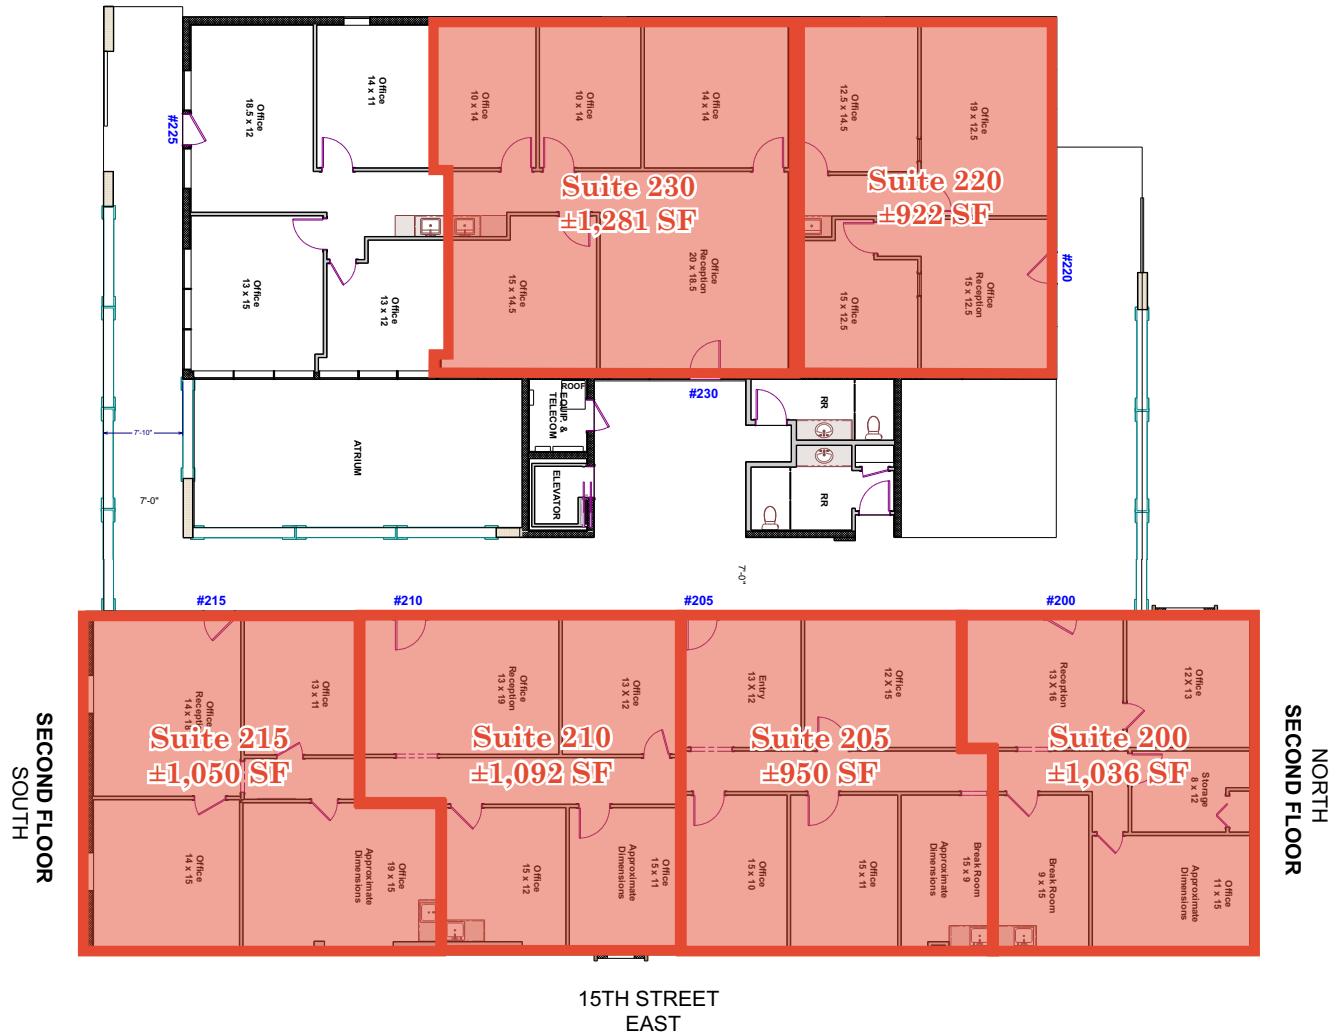 Office
18.5 x 12
Office
14 x 11
Office
10 x 14
Office
10 x 14
Office
14 x 14
Office
12.5 x 14.5
Office
19 x 12.5
#225
Suite 230
±1,281 SF
Suite 220
±922 SF
Office
13 x 15
Office
13 x 12
Office
15 x 14.5
Office
Reception
20 x 18.5
Office
15 x 12.5
Office
Reception
15 x 12.5
#220
#230
ROOF
EQUIP. &
TELECOM
RR
ATRIUM
ELEVATOR
RR
7'-10"
7'-0"
7'-0"
#215
#210
#205
#200
Office
Reception
14 x 18
Office
13 x 11
Office
Reception
13 x 19
Office
13 X 12
Entry
13 X 12
Office
12 X 15
Reception
13 X 16
Office
12 X 13
Suite 215
±1,050 SF
Suite 210
±1,092 SF
Suite 205
±950 SF
Suite 200
±1,036 SF
Storage
8 x 12
Office
14 x 15
Office
19 x 15
Approximate
Dimensions
Office
15 x 12
Office
15 x 11
Approximate
Dimensions
Office
15 x 10
Office
15 x 11
Break Room
15 x 9
Approximate
Dimensions
Break Room
9 x 15
Office
11 x 15
Approximate
Dimensions
SECOND FLOOR
SOUTH
NORTH
SECOND FLOOR
15TH STREET
EAST